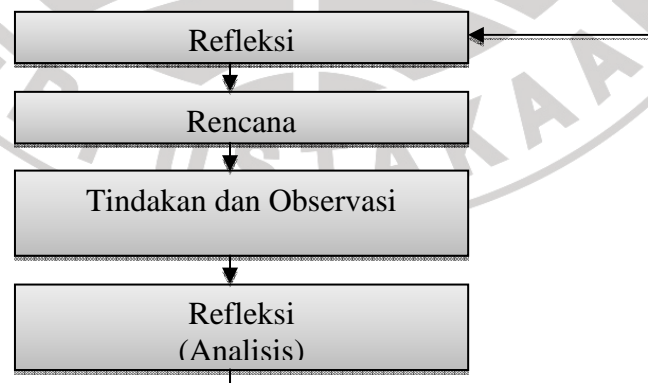 Refleksi
Rencana
Tindakan dan Observasi
Refleksi
(Analisis)